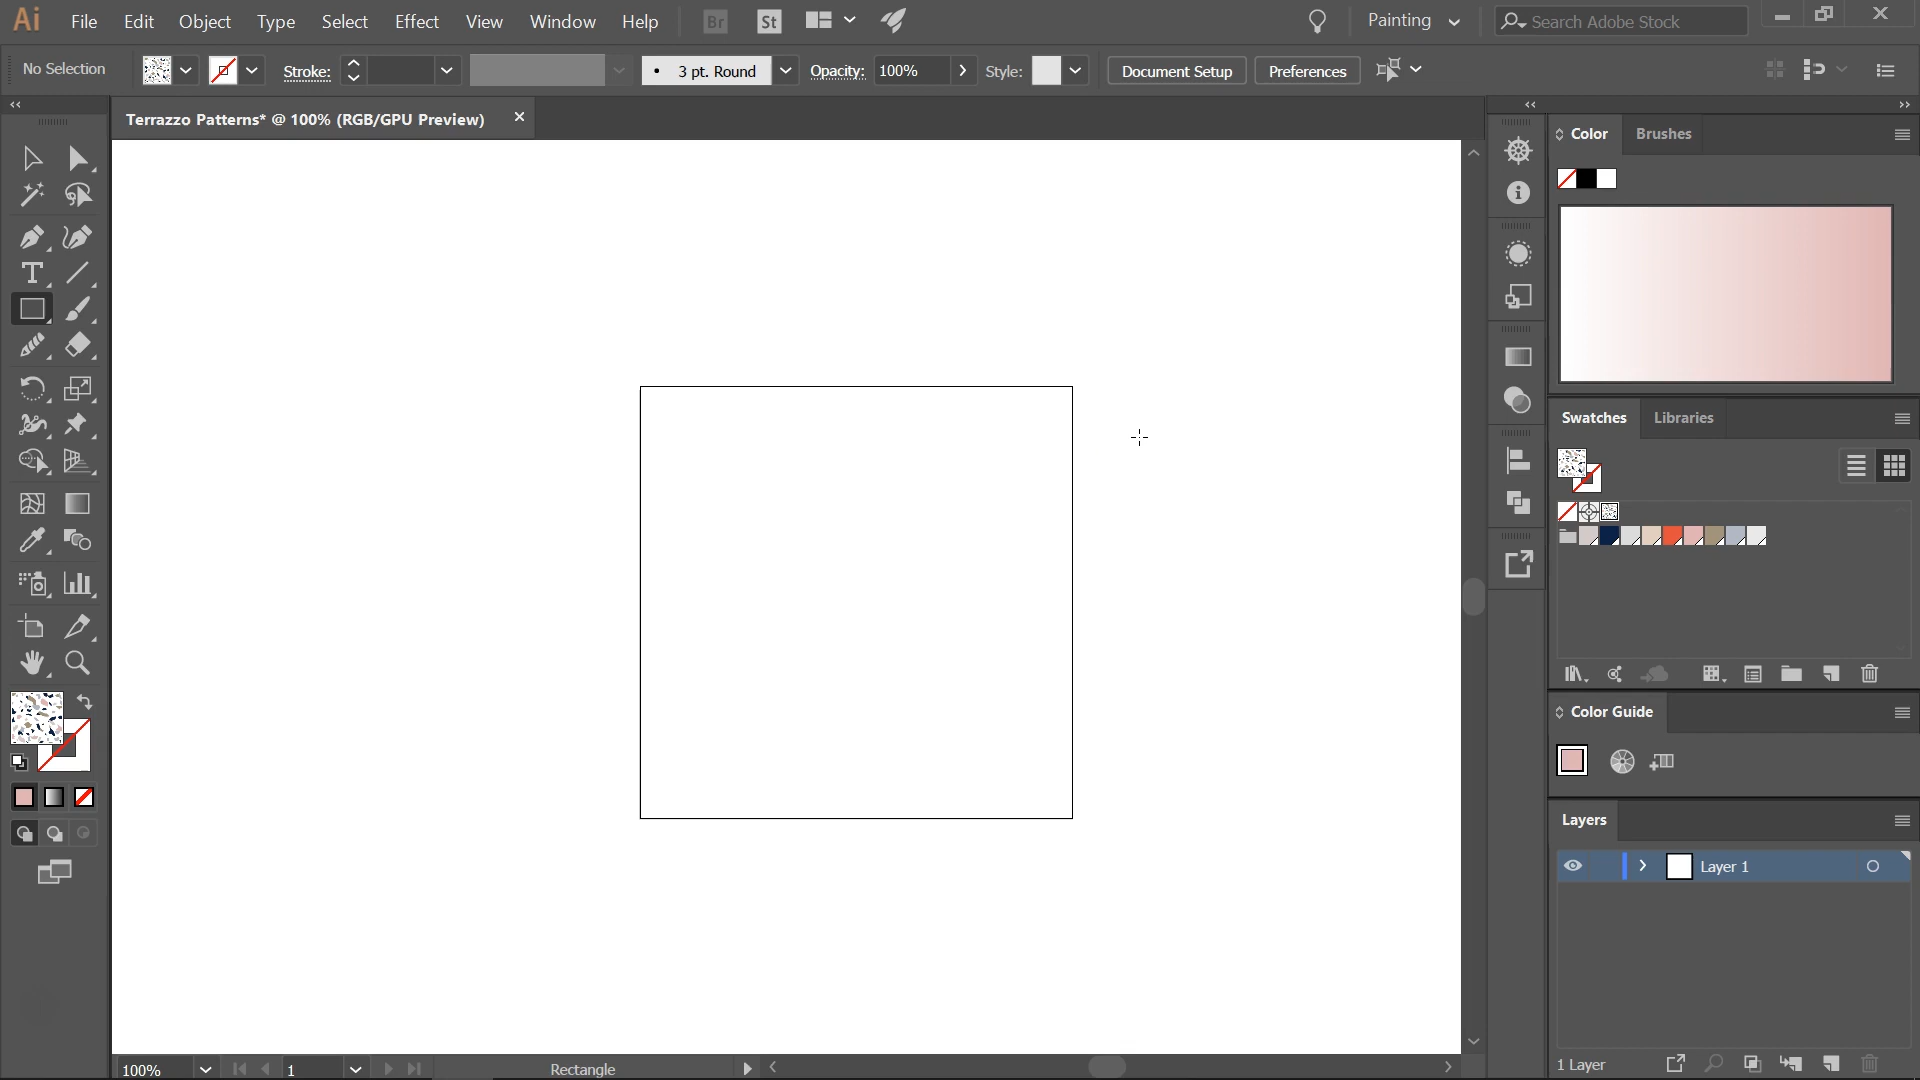 Ai File Edit Object Type Select Effect View Window Help Br St Painting Search Adobe Stock
No Selection Stroke: 3 pt. Round Opacity: 100% Style: Document Setup Preferences
Terrazzo Patterns* @ 100% (RGB/GPU Preview)
Color Brushes
Swatches Libraries
Color Guide
Layers
Layer 1
1 Layer
100% 1 Rectangle